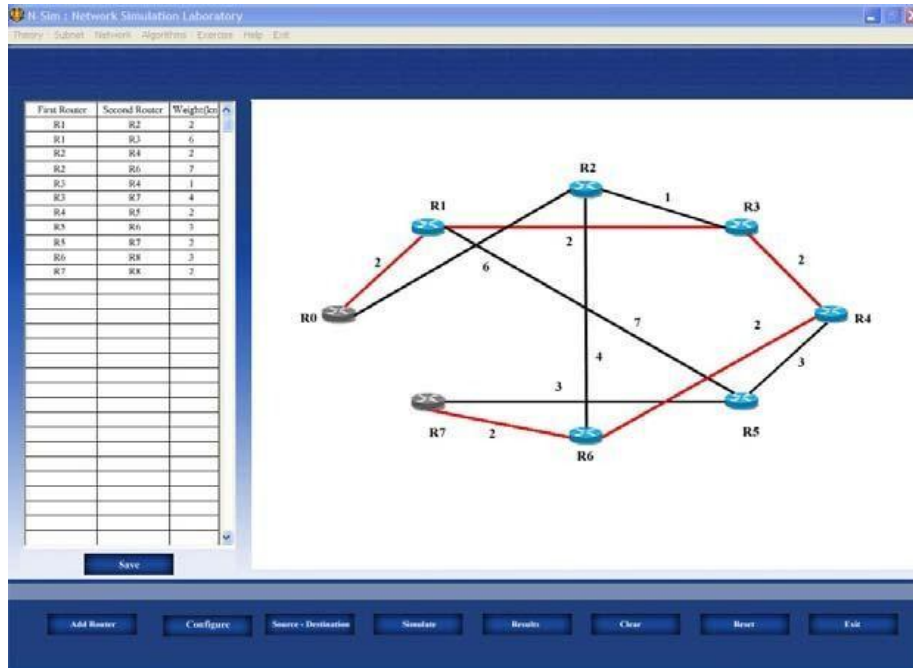 N-Sim : Network Simulation Laboratory
Theory Subnet Network Algorithms Exercise Help Exit
First Router Second Router Weight(km
R1 R2 2
R1 R3 6
R2 R4 2
R2 R6 7
R3 R4 1
R3 R7 4
R4 R5 2
R5 R6 3
R5 R7 2
R6 R8 3
R7 R8 2
R2
R1
1
R3
2
2
6
2
R0
7
2
R4
4
3
3
R7
2
R5
R6
Save
Add Router Configure Source - Destination Simulate Results Clear Reset Exit